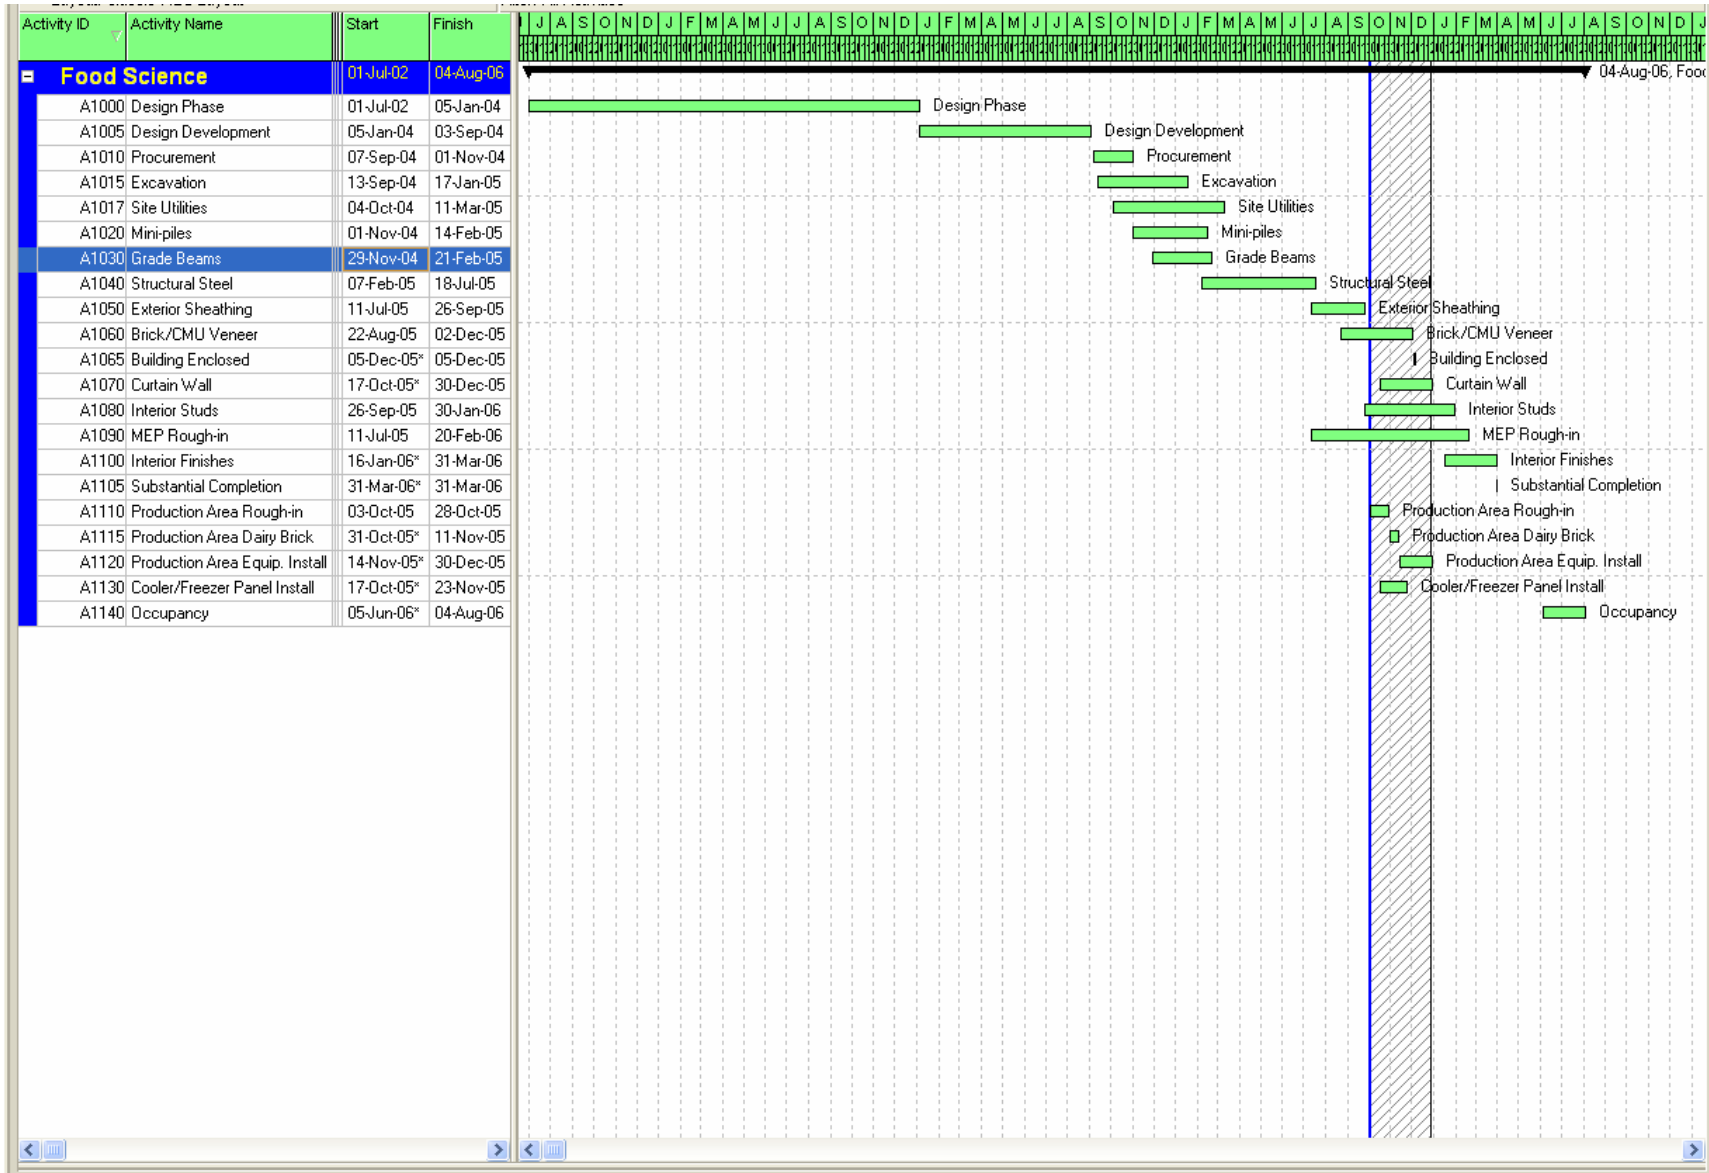 Activity ID Activity Name Start Finish J A S O N D J F M A M J J A S O N D J F M A M J J A S O N D J F M A M J J A S O N D J F M A M J J A S O N D J
Food Science 01-Jul-02 04-Aug-06 04-Aug-06, Food
A1000 Design Phase 01-Jul-02 05-Jan-04 Design Phase
A1005 Design Development 05-Jan-04 03-Sep-04 Design Development
A1010 Procurement 07-Sep-04 01-Nov-04 Procurement
A1015 Excavation 13-Sep-04 17-Jan-05 Excavation
A1017 Site Utilities 04-Oct-04 11-Mar-05 Site Utilities
A1020 Mini-piles 01-Nov-04 14-Feb-05 Mini-piles
A1030 Grade Beams 29-Nov-04 21-Feb-05 Grade Beams
A1040 Structural Steel 07-Feb-05 18-Jul-05 Structural Steel
A1050 Exterior Sheathing 11-Jul-05 26-Sep-05 Exterior Sheathing
A1060 Brick/CMU Veneer 22-Aug-05 02-Dec-05 Brick/CMU Veneer
A1065 Building Enclosed 05-Dec-05* 05-Dec-05 Building Enclosed
A1070 Curtain Wall 17-Oct-05* 30-Dec-05 Curtain Wall
A1080 Interior Studs 26-Sep-05 30-Jan-06 Interior Studs
A1090 MEP Rough-in 11-Jul-05 20-Feb-06 MEP Rough-in
A1100 Interior Finishes 16-Jan-06* 31-Mar-06 Interior Finishes
A1105 Substantial Completion 31-Mar-06* 31-Mar-06 Substantial Completion
A1110 Production Area Rough-in 03-Oct-05 28-Oct-05 Production Area Rough-in
A1115 Production Area Dairy Brick 31-Oct-05* 11-Nov-05 Production Area Dairy Brick
A1120 Production Area Equip. Install 14-Nov-05* 30-Dec-05 Production Area Equip. Install
A1130 Cooler/Freezer Panel Install 17-Oct-05* 23-Nov-05 Cooler/Freezer Panel Install
A1140 Occupancy 05-Jun-06* 04-Aug-06 Occupancy